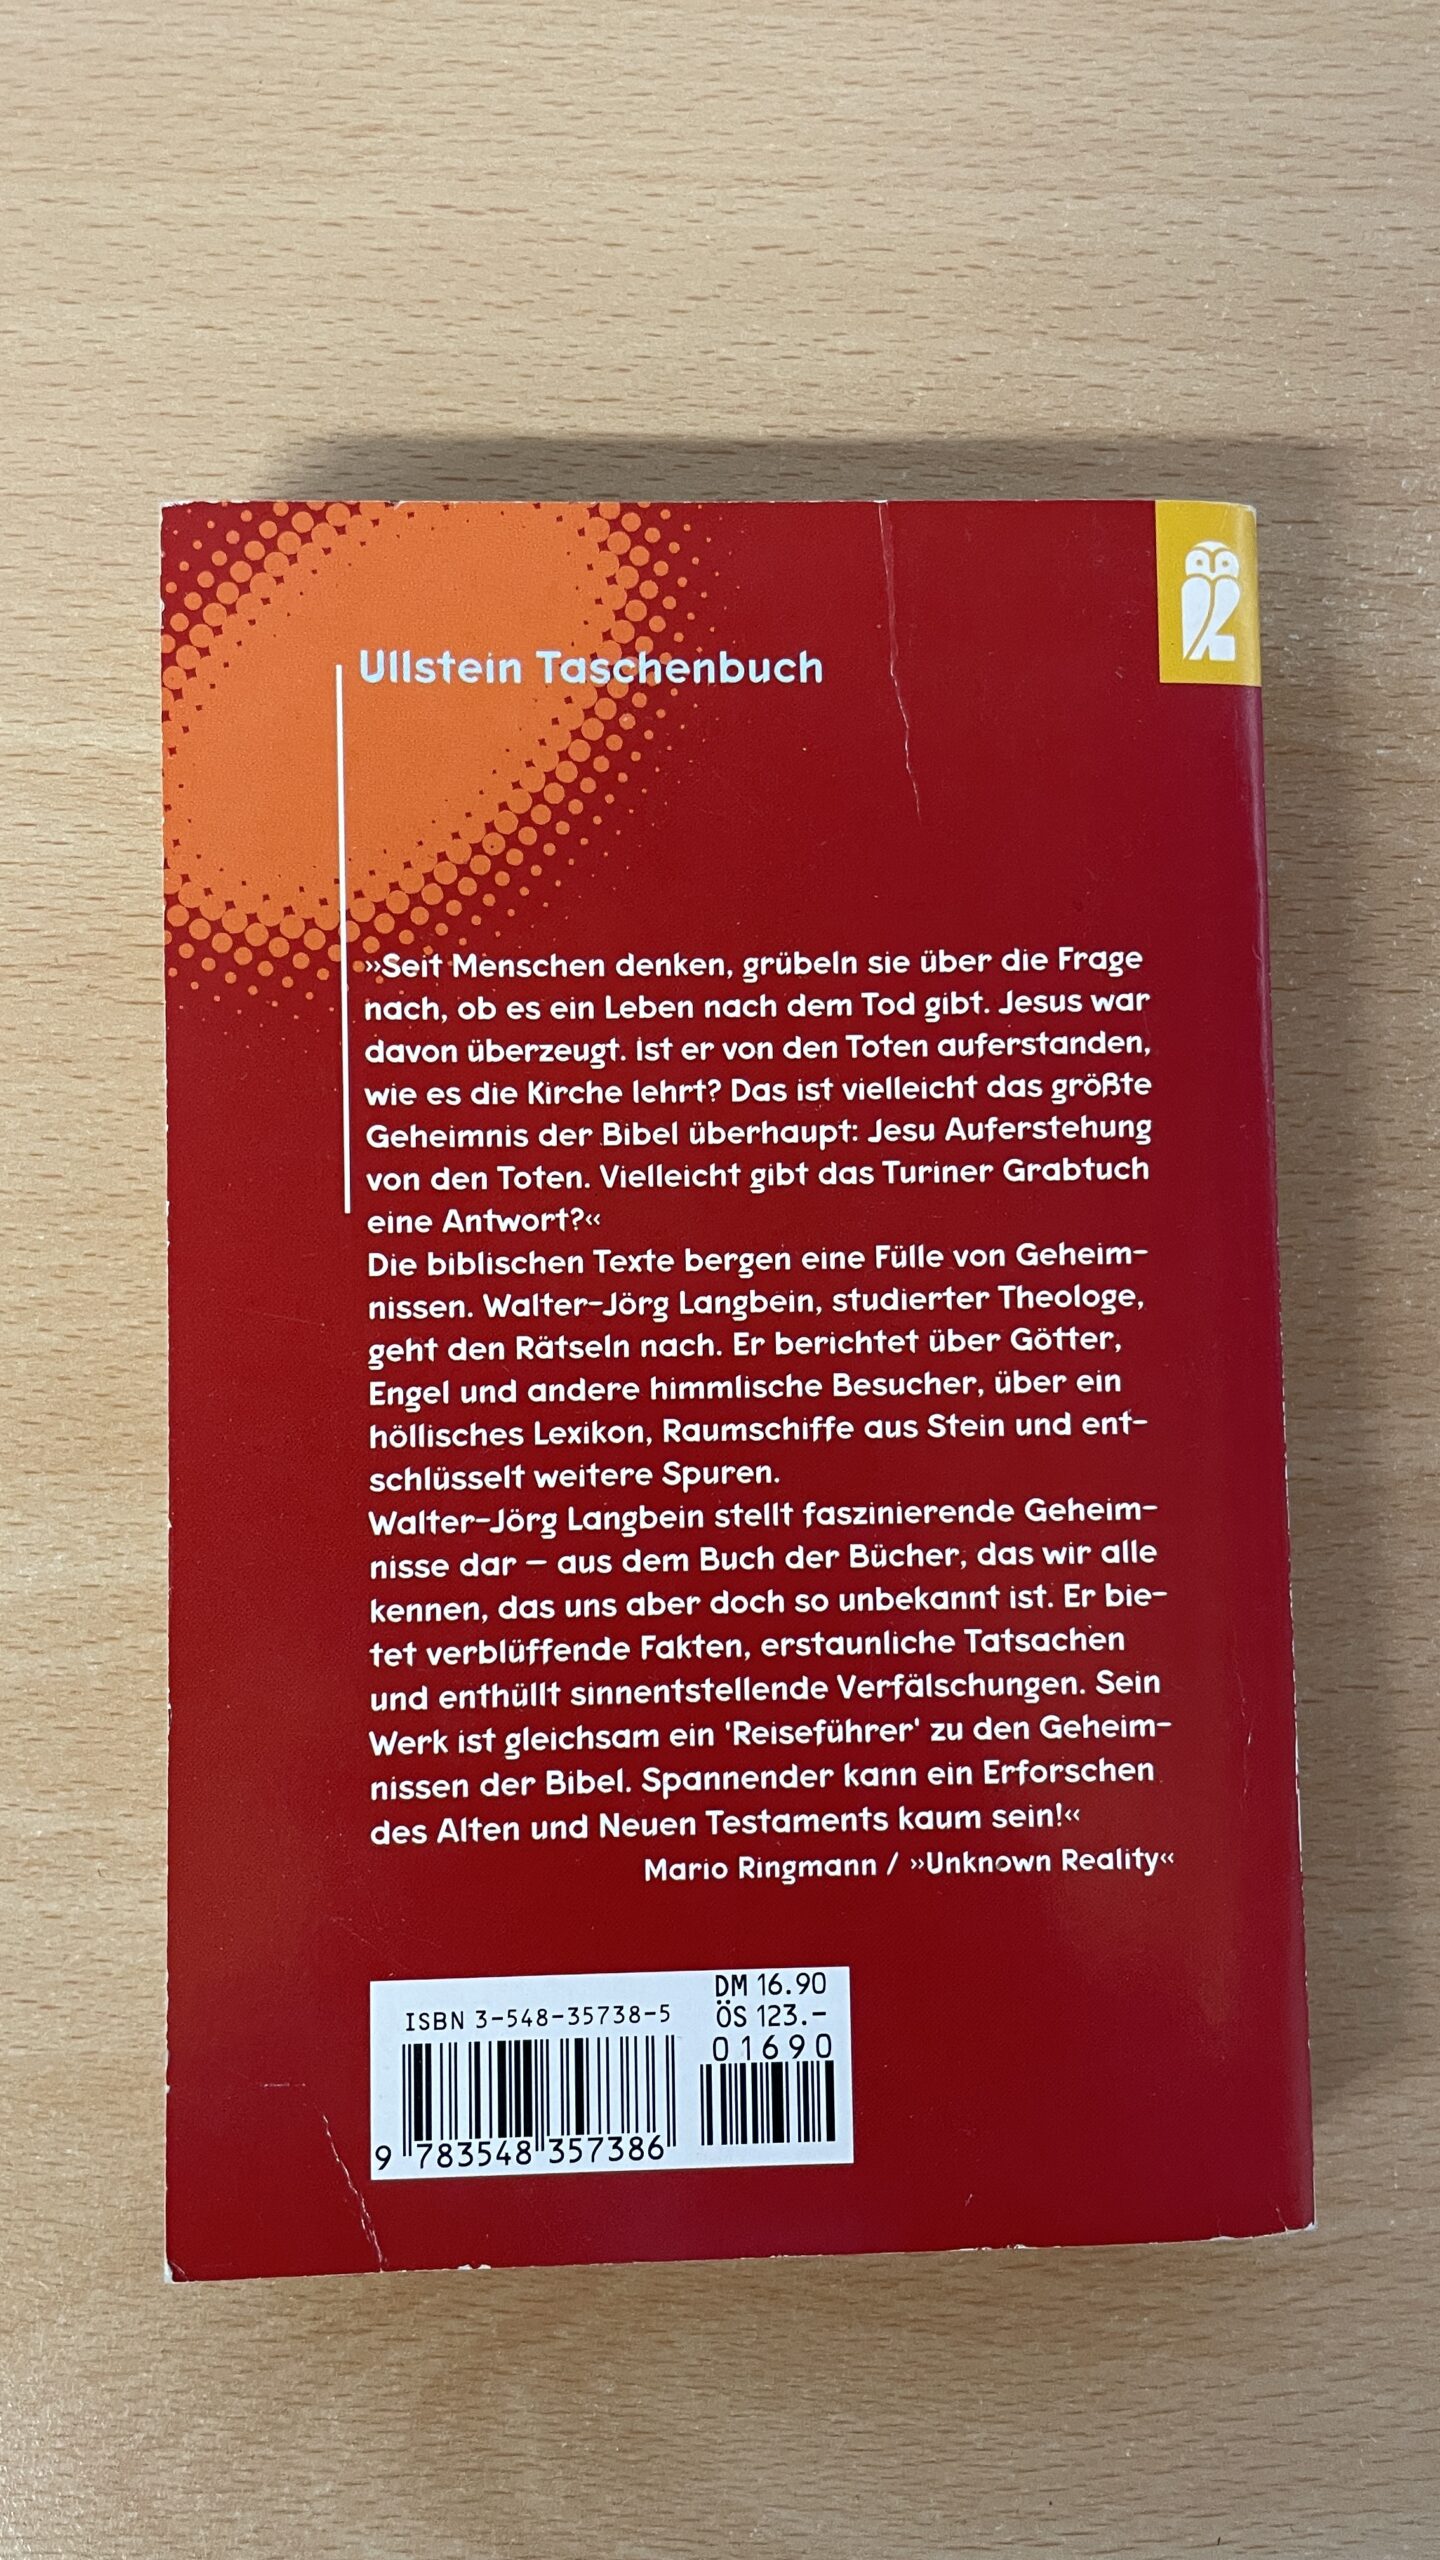 Ullstein Taschenbuch
»Seit Menschen denken, grübeln sie über die Frage
nach, ob es ein Leben nach dem Tod gibt. Jesus war
davon überzeugt. Ist er von den Toten auferstanden,
wie es die Kirche lehrt? Das ist vielleicht das größte
Geheimnis der Bibel überhaupt: Jesu Auferstehung
von den Toten. Vielleicht gibt das Turiner Grabtuch
eine Antwort?«
Die biblischen Texte bergen eine Fülle von Geheim-
nissen. Walter-Jörg Langbein, studierter Theologe,
geht den Rätseln nach. Er berichtet über Götter,
Engel und andere himmlische Besucher, über ein
höllisches Lexikon, Raumschiffe aus Stein und ent-
schlüsselt weitere Spuren.
Walter-Jörg Langbein stellt faszinierende Geheim-
nisse dar – aus dem Buch der Bücher, das wir alle
kennen, das uns aber doch so unbekannt ist. Er bie-
tet verblüffende Fakten, erstaunliche Tatsachen
und enthüllt sinnentstellende Verfälschungen. Sein
Werk ist gleichsam ein 'Reiseführer' zu den Geheim-
nissen der Bibel. Spannender kann ein Erforschen
des Alten und Neuen Testaments kaum sein!«
Mario Ringmann / »Unknown Reality«
DM 16.90
ISBN 3-548-35738-5
ÖS 123.-
01690
9 783548 357386